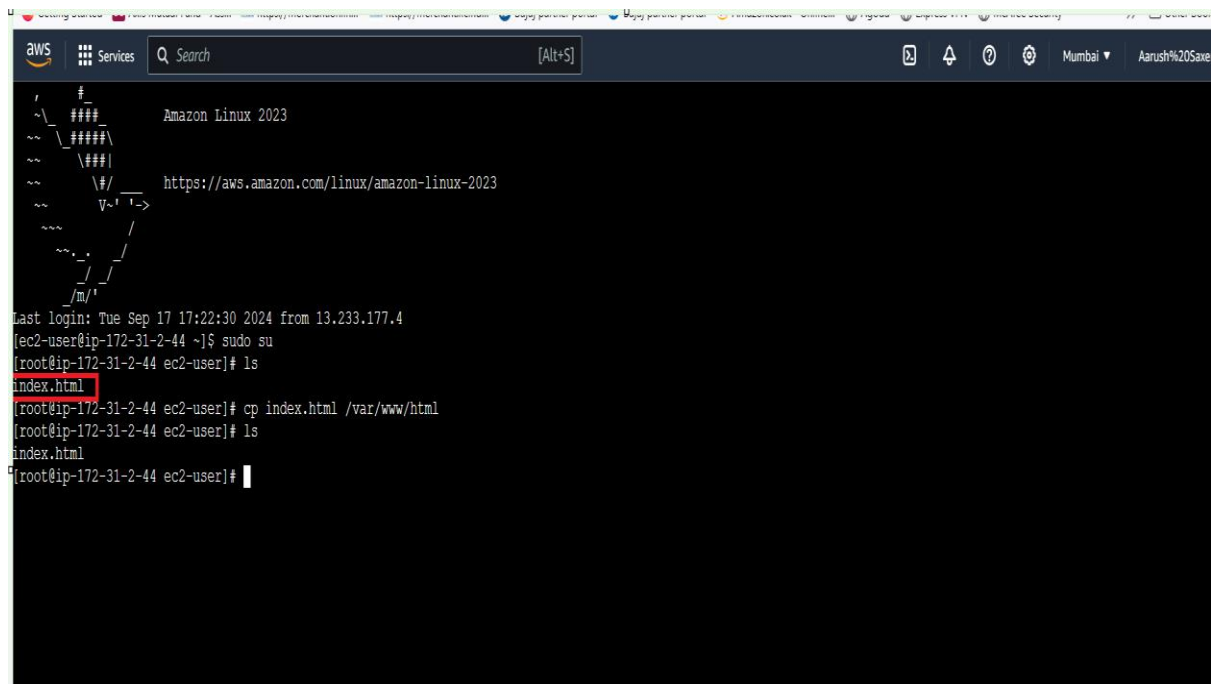 aws Services Search [Alt+S] Mumbai ▼ Aarush%20Saxe
   ,     #_
   ~\_  ####_        Amazon Linux 2023
  ~~  \_#####\
  ~~     \###|
  ~~       \#/ ___   https://aws.amazon.com/linux/amazon-linux-2023
   ~~       V~' '->
    ~~~         /
      ~~._.   _/
         _/ _/
       _/m/'
Last login: Tue Sep 17 17:22:30 2024 from 13.233.177.4
[ec2-user@ip-172-31-2-44 ~]$ sudo su
[root@ip-172-31-2-44 ec2-user]# ls
index.html
[root@ip-172-31-2-44 ec2-user]# cp index.html /var/www/html
[root@ip-172-31-2-44 ec2-user]# ls
index.html
[root@ip-172-31-2-44 ec2-user]#